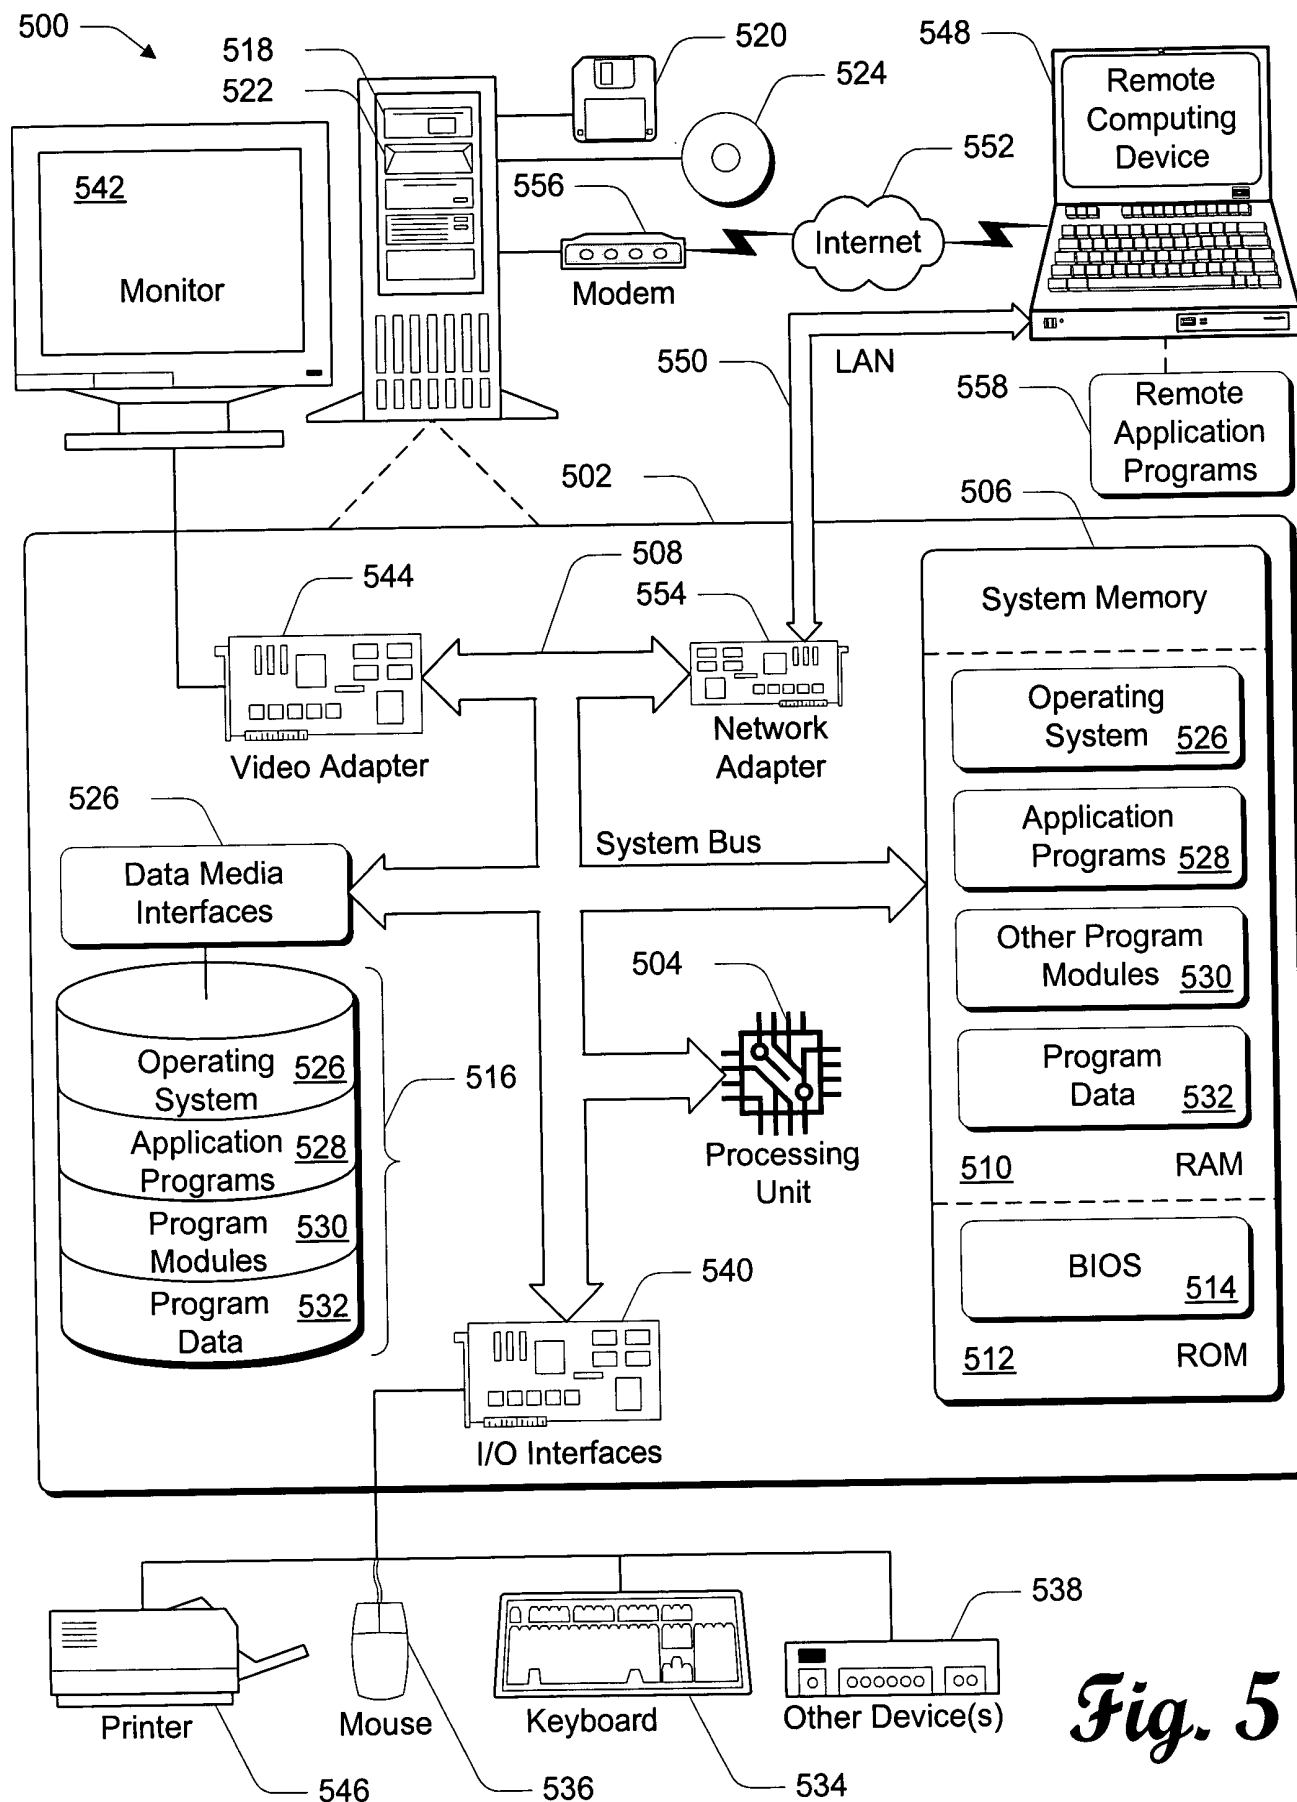 500
518
522
520
524
548
Remote
Computing
Device
552
556
542
Monitor
Internet
Modem
550
LAN
558
Remote
Application
Programs
502
506
508
544
554
System Memory
Operating
System 526
Video Adapter
Network
Adapter
526
Application
Programs 528
System Bus
Data Media
Interfaces
Other Program
Modules 530
504
Operating
System 526
516
Program
Data 532
Application
Programs 528
Processing
Unit
510 RAM
Program
Modules 530
540
BIOS 514
Program
Data 532
512 ROM
I/O Interfaces
538
Printer
Mouse
Keyboard
Other Device(s)
546
536
534
Fig. 5